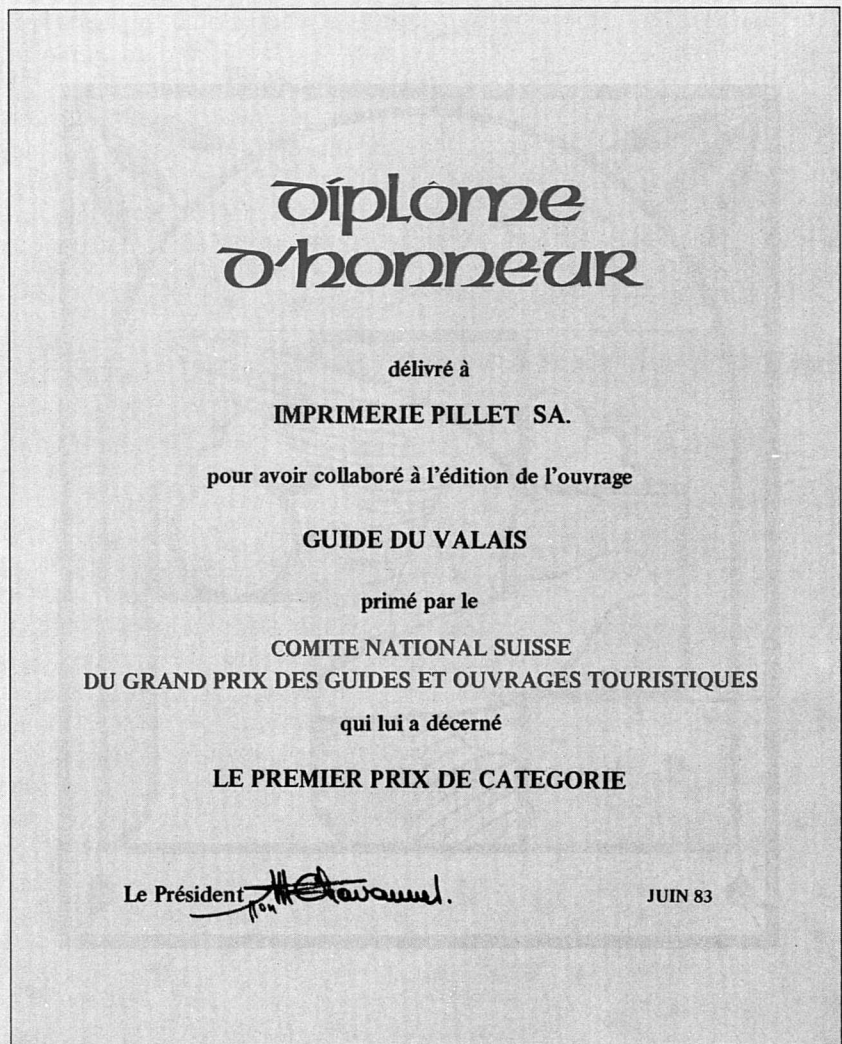 diplôme
d'honneur
délivré à
IMPRIMERIE PILLET SA.
pour avoir collaboré à l'édition de l'ouvrage
GUIDE DU VALAIS
primé par le
COMITE NATIONAL SUISSE
DU GRAND PRIX DES GUIDES ET OUVRAGES TOURISTIQUES
qui lui a décerné
LE PREMIER PRIX DE CATEGORIE
Le Président JUIN 83